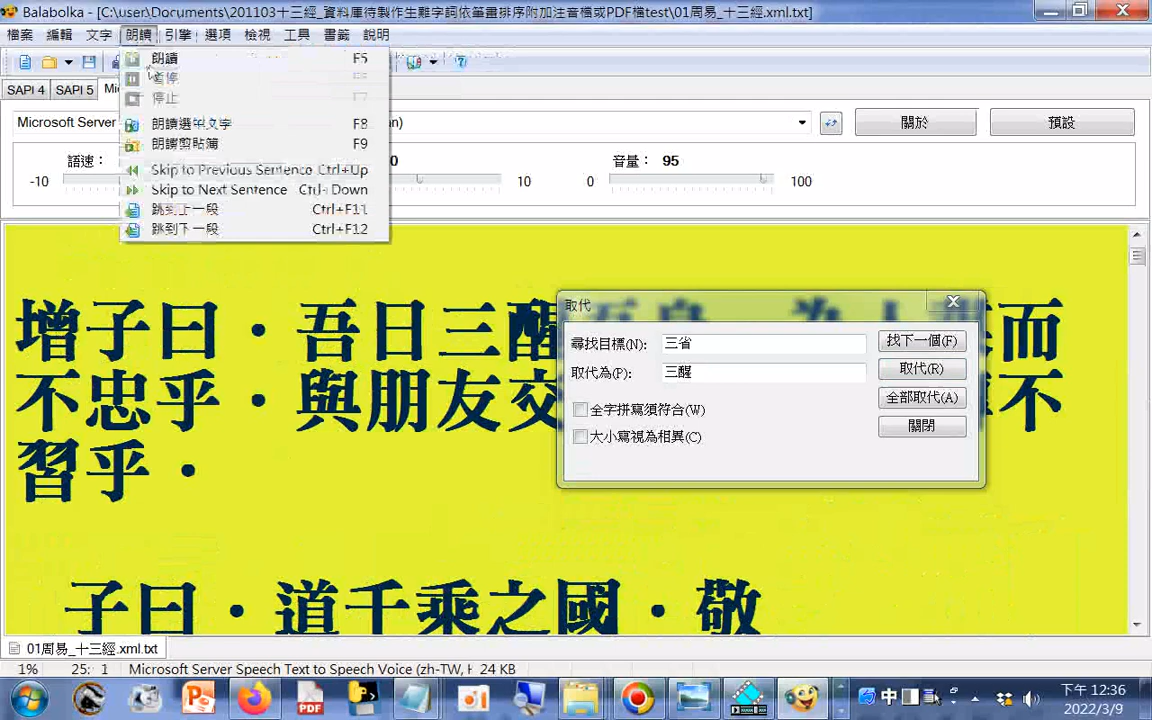 Balabolka - [C:\user\Documents\201103十三經_資料庫待製作生難字詞依筆畫排序附加注音檔或PDF檔test\01周易_十三經.xml.txt]
檔案 編輯 文字 朗讀 引擎 選項 檢視 工具 書籤 說明
朗讀 F5
暫停
停止 F7
朗讀選中文字 F8
朗讀剪貼簿 F9
Skip to Previous Sentence Ctrl+Up
Skip to Next Sentence Ctrl+Down
跳到上一段 Ctrl+F11
跳到下一段 Ctrl+F12
SAPI 4 SAPI 5
Microsoft Server
關於 預設
語速： 0 音量： 95
-10 10 0 100
增子曰．吾日三醒吾身
而
不忠乎．與朋友交
不
習乎．
子曰．道千乘之國．敬
取代
尋找目標(N): 三省 找下一個(F)
取代為(P): 三醒 取代(R)
全字拼寫須符合(W) 全部取代(A)
大小寫視為相異(C) 關閉
01周易_十三經.xml.txt
1% 25: 1 Microsoft Server Speech Text to Speech Voice (zh-TW, H 24 KB
中 下午 12:36
2022/3/9